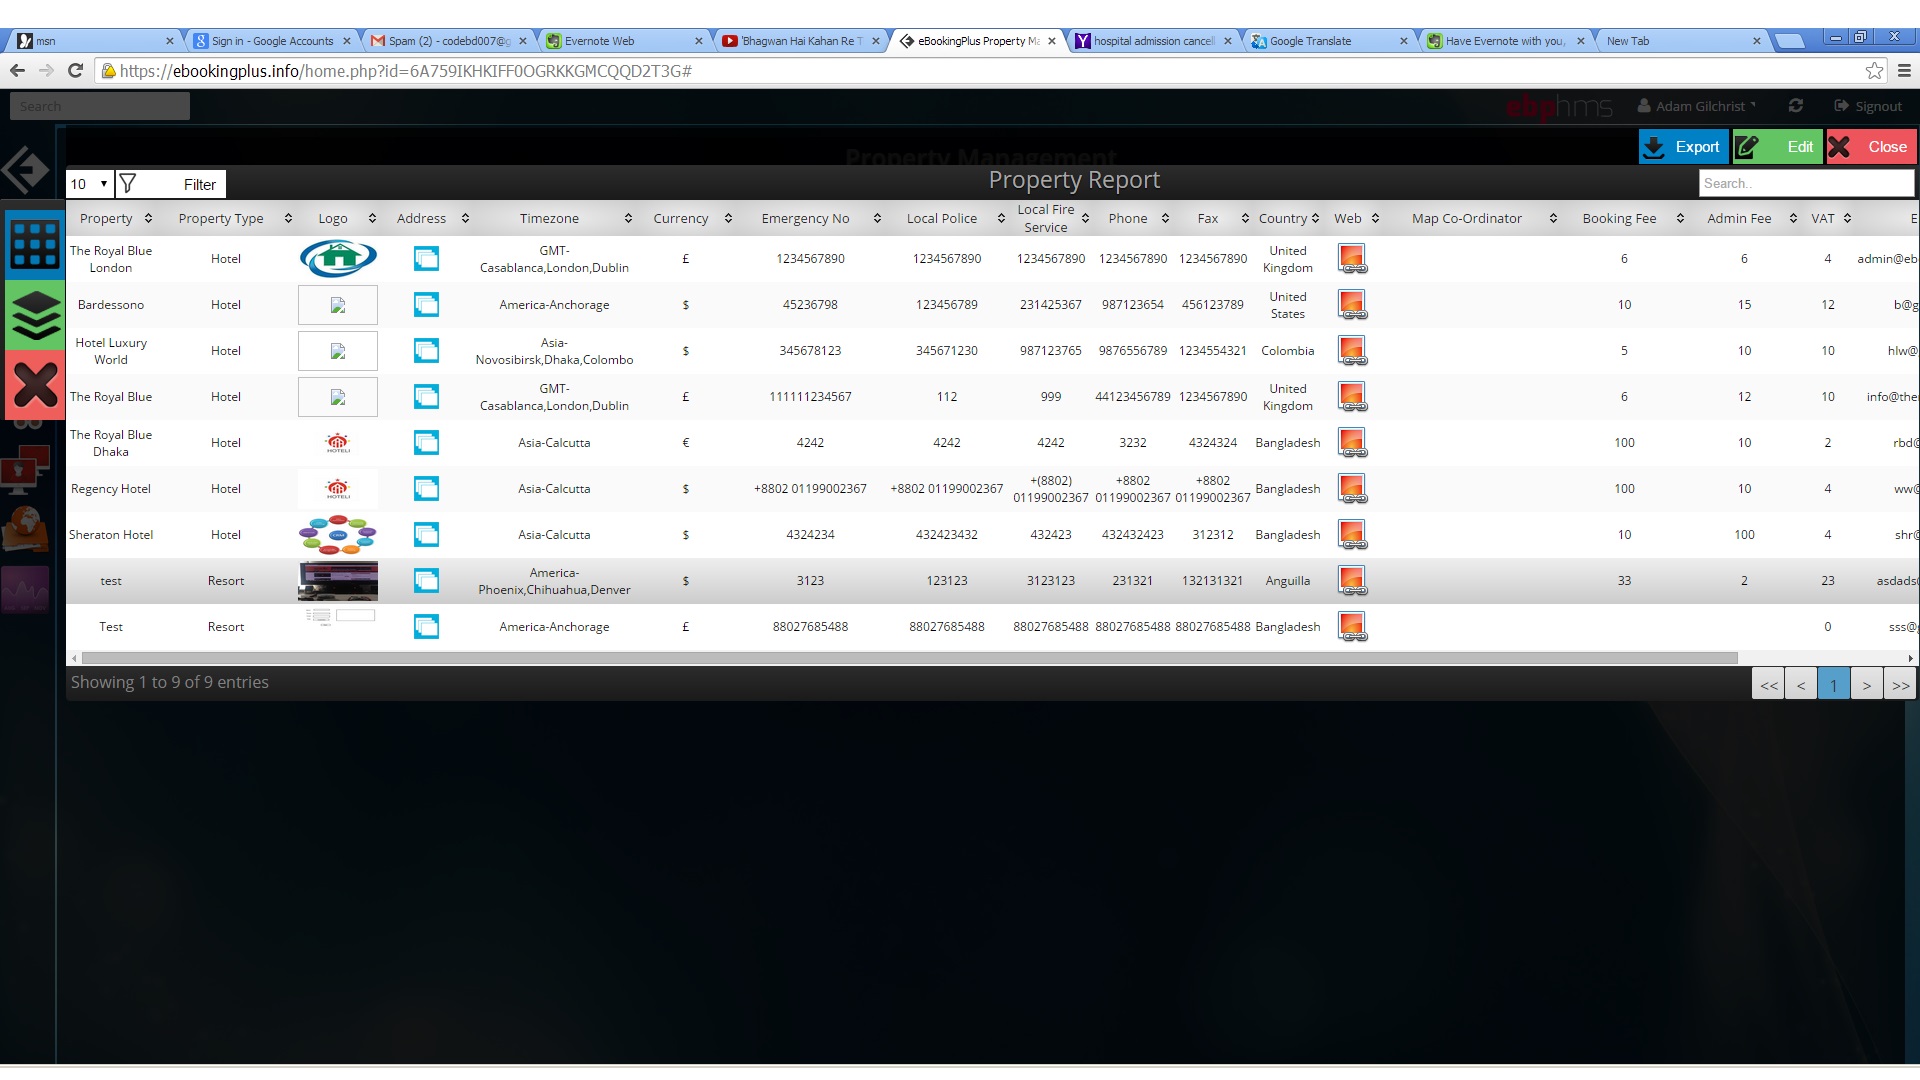 msn
Sign in - Google Accounts
Spam (2) - codebd007@g
Evernote Web
'Bhagwan Hai Kahan Re T
eBookingPlus Property Ma
hospital admission cancell
Google Translate
Have Evernote with you,
New Tab
https://ebookingplus.info/home.php?id=6A759IKHKIFF0OGRKKGMCQQD2T3G#
Search
ebphms
Adam Gilchrist
Signout
Property Management
Export
Edit
Close
10
Filter
Property Report
Search..
Property Property Type Logo Address Timezone Currency Emergency No Local Police Local Fire Service Phone Fax Country Web Map Co-Ordinator Booking Fee Admin Fee VAT E
The Royal Blue London Hotel GMT-Casablanca,London,Dublin £ 1234567890 1234567890 1234567890 1234567890 1234567890 United Kingdom 6 6 4 admin@eb
Bardessono Hotel America-Anchorage $ 45236798 123456789 231425367 987123654 456123789 United States 10 15 12 b@g
Hotel Luxury World Hotel Asia-Novosibirsk,Dhaka,Colombo $ 345678123 345671230 987123765 9876556789 1234554321 Colombia 5 10 10 hlw@
The Royal Blue Hotel GMT-Casablanca,London,Dublin £ 111111234567 112 999 44123456789 1234567890 United Kingdom 6 12 10 info@the
The Royal Blue Dhaka Hotel HOTELI Asia-Calcutta € 4242 4242 4242 3232 4324324 Bangladesh 100 10 2 rbd@
Regency Hotel Hotel HOTELI Asia-Calcutta $ +8802 01199002367 +8802 01199002367 +(8802) 01199002367 +8802 01199002367 +8802 01199002367 Bangladesh 100 10 4 ww@
Sheraton Hotel Hotel Asia-Calcutta $ 4324234 432423432 432423 432432423 312312 Bangladesh 10 100 4 shr@
test Resort America-Phoenix,Chihuahua,Denver $ 3123 123123 3123123 231321 132131321 Anguilla 33 2 23 asdads
Test Resort America-Anchorage £ 88027685488 88027685488 88027685488 88027685488 88027685488 Bangladesh 0 sss@
Showing 1 to 9 of 9 entries
<< < 1 > >>